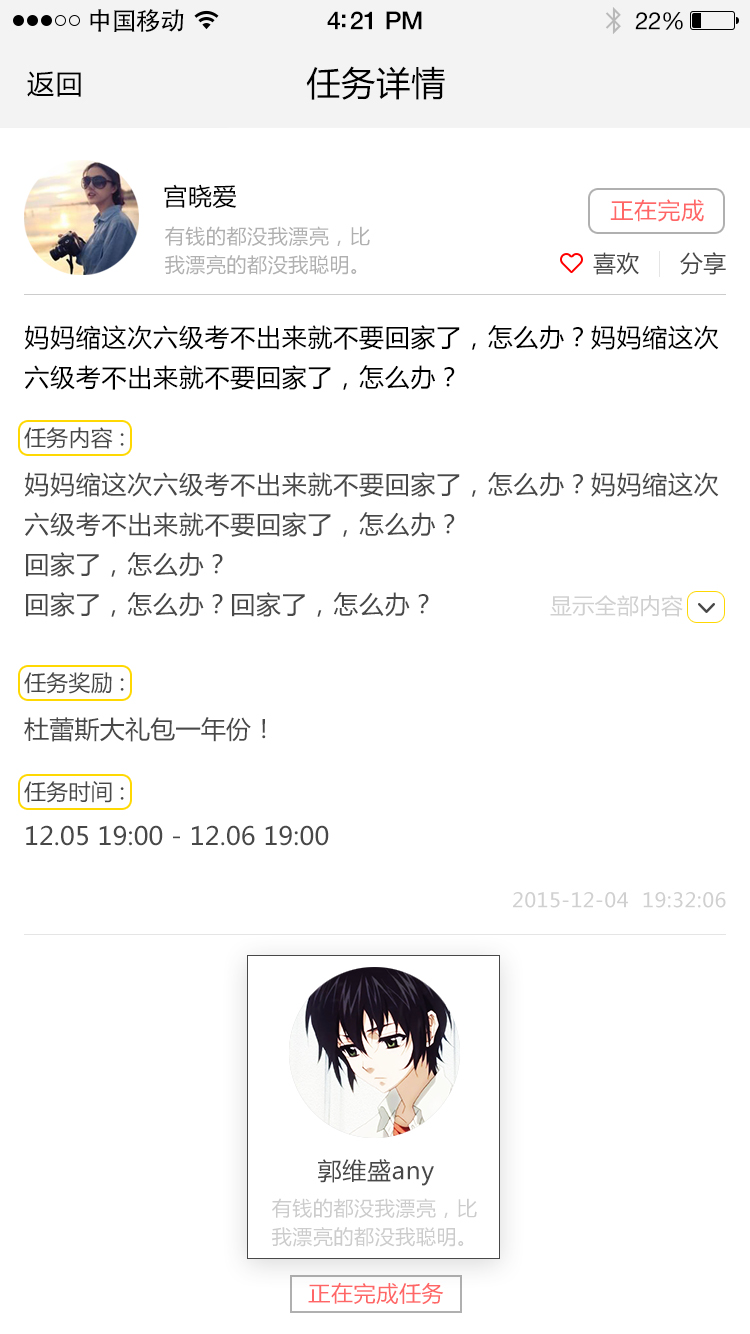 中国移动 4:21 PM 22%
返回 任务详情
宫晓爱
正在完成
有钱的都没我漂亮，比
我漂亮的都没我聪明。
喜欢 分享
妈妈缩这次六级考不出来就不要回家了，怎么办？妈妈缩这次
六级考不出来就不要回家了，怎么办？
任务内容：
妈妈缩这次六级考不出来就不要回家了，怎么办？妈妈缩这次
六级考不出来就不要回家了，怎么办？
回家了，怎么办？
回家了，怎么办？回家了，怎么办？ 显示全部内容
任务奖励：
杜蕾斯大礼包一年份！
任务时间：
12.05 19:00 - 12.06 19:00
2015-12-04 19:32:06
郭维盛any
有钱的都没我漂亮，比
我漂亮的都没我聪明。
正在完成任务